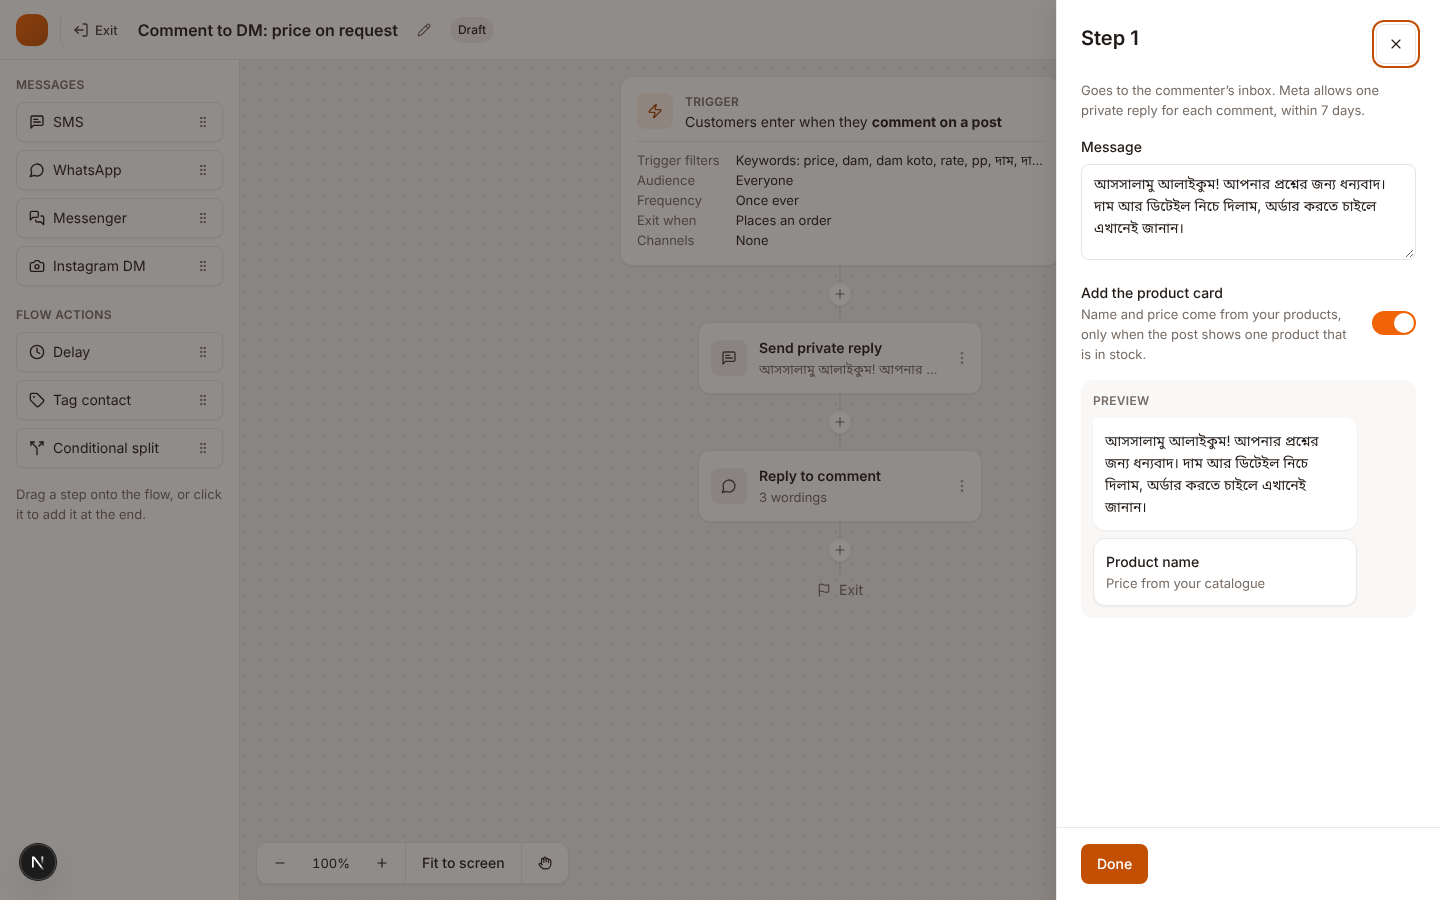 Exit
Comment to DM: price on request
Draft
MESSAGES
SMS
WhatsApp
Messenger
Instagram DM
FLOW ACTIONS
Delay
Tag contact
Conditional split
Drag a step onto the flow, or click
it to add it at the end.
TRIGGER
Customers enter when they comment on a post
Trigger filters Keywords: price, dam, dam koto, rate, pp, দাম, দা...
Audience Everyone
Frequency Once ever
Exit when Places an order
Channels None
Send private reply
আসসালামু আলাইকুম! আপনার ...
Reply to comment
3 wordings
Exit
100%
Fit to screen
N
Step 1
Goes to the commenter’s inbox. Meta allows one
private reply for each comment, within 7 days.
Message
আসসালামু আলাইকুম! আপনার প্রশ্নের জন্য ধন্যবাদ।
দাম আর ডিটেইল নিচে দিলাম, অর্ডার করতে চাইলে
এখানেই জানান।
Add the product card
Name and price come from your products,
only when the post shows one product that
is in stock.
PREVIEW
আসসালামু আলাইকুম! আপনার প্রশ্নের
জন্য ধন্যবাদ। দাম আর ডিটেইল নিচে
দিলাম, অর্ডার করতে চাইলে এখানেই
জানান।
Product name
Price from your catalogue
Done